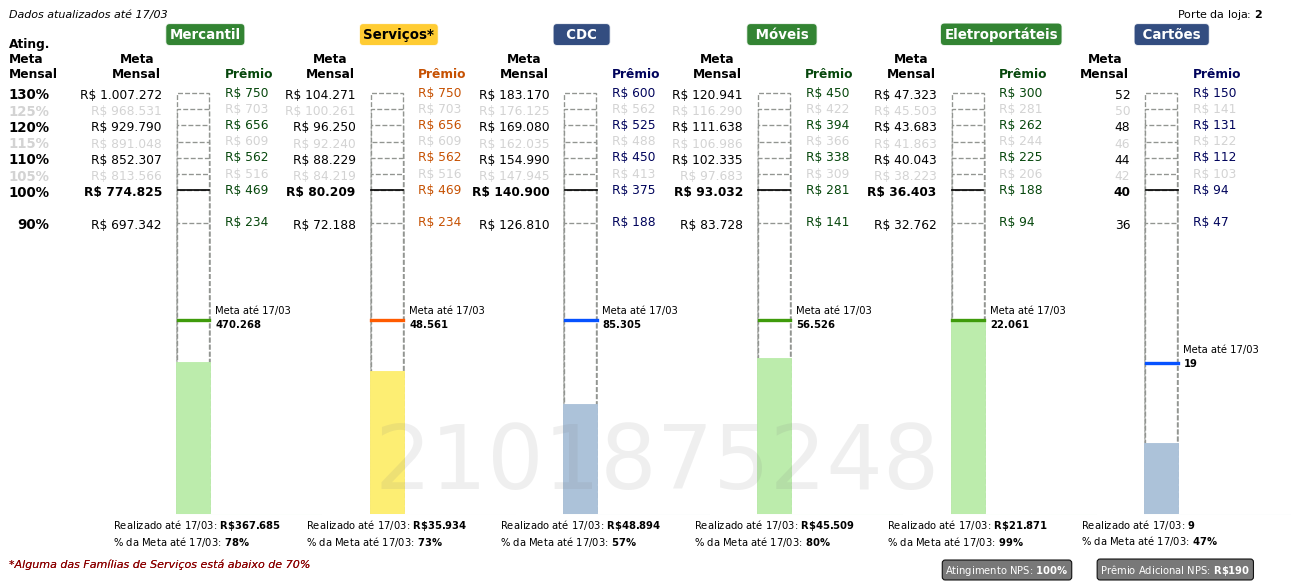 Dados atualizados até 17/03 Porte da loja: 2
Mercantil Serviços* CDC Móveis Eletroportáteis Cartões
Ating.
Meta Meta Meta Meta Meta Meta Meta
Mensal Mensal Prêmio Mensal Prêmio Mensal Prêmio Mensal Prêmio Mensal Prêmio Mensal Prêmio
130% R$ 1.007.272 R$ 750 R$ 104.271 R$ 750 R$ 183.170 R$ 600 R$ 120.941 R$ 450 R$ 47.323 R$ 300 52 R$ 150
125% R$ 968.531 R$ 703 R$ 100.261 R$ 703 R$ 176.125 R$ 562 R$ 116.290 R$ 422 R$ 45.503 R$ 281 50 R$ 141
120% R$ 929.790 R$ 656 R$ 96.250 R$ 656 R$ 169.080 R$ 525 R$ 111.638 R$ 394 R$ 43.683 R$ 262 48 R$ 131
115% R$ 891.048 R$ 609 R$ 92.240 R$ 609 R$ 162.035 R$ 488 R$ 106.986 R$ 366 R$ 41.863 R$ 244 46 R$ 122
110% R$ 852.307 R$ 562 R$ 88.229 R$ 562 R$ 154.990 R$ 450 R$ 102.335 R$ 338 R$ 40.043 R$ 225 44 R$ 112
105% R$ 813.566 R$ 516 R$ 84.219 R$ 516 R$ 147.945 R$ 413 R$ 97.683 R$ 309 R$ 38.223 R$ 206 42 R$ 103
100% R$ 774.825 R$ 469 R$ 80.209 R$ 469 R$ 140.900 R$ 375 R$ 93.032 R$ 281 R$ 36.403 R$ 188 40 R$ 94
90% R$ 697.342 R$ 234 R$ 72.188 R$ 234 R$ 126.810 R$ 188 R$ 83.728 R$ 141 R$ 32.762 R$ 94 36 R$ 47
Meta até 17/03 Meta até 17/03 Meta até 17/03 Meta até 17/03 Meta até 17/03
470.268 48.561 85.305 56.526 22.061
Meta até 17/03
19
2101875248
Realizado até 17/03: R$367.685 Realizado até 17/03: R$35.934 Realizado até 17/03: R$48.894 Realizado até 17/03: R$45.509 Realizado até 17/03: R$21.871 Realizado até 17/03: 9
% da Meta até 17/03: 78% % da Meta até 17/03: 73% % da Meta até 17/03: 57% % da Meta até 17/03: 80% % da Meta até 17/03: 99% % da Meta até 17/03: 47%
*Alguma das Famílias de Serviços está abaixo de 70% Atingimento NPS: 100% Prêmio Adicional NPS: R$190